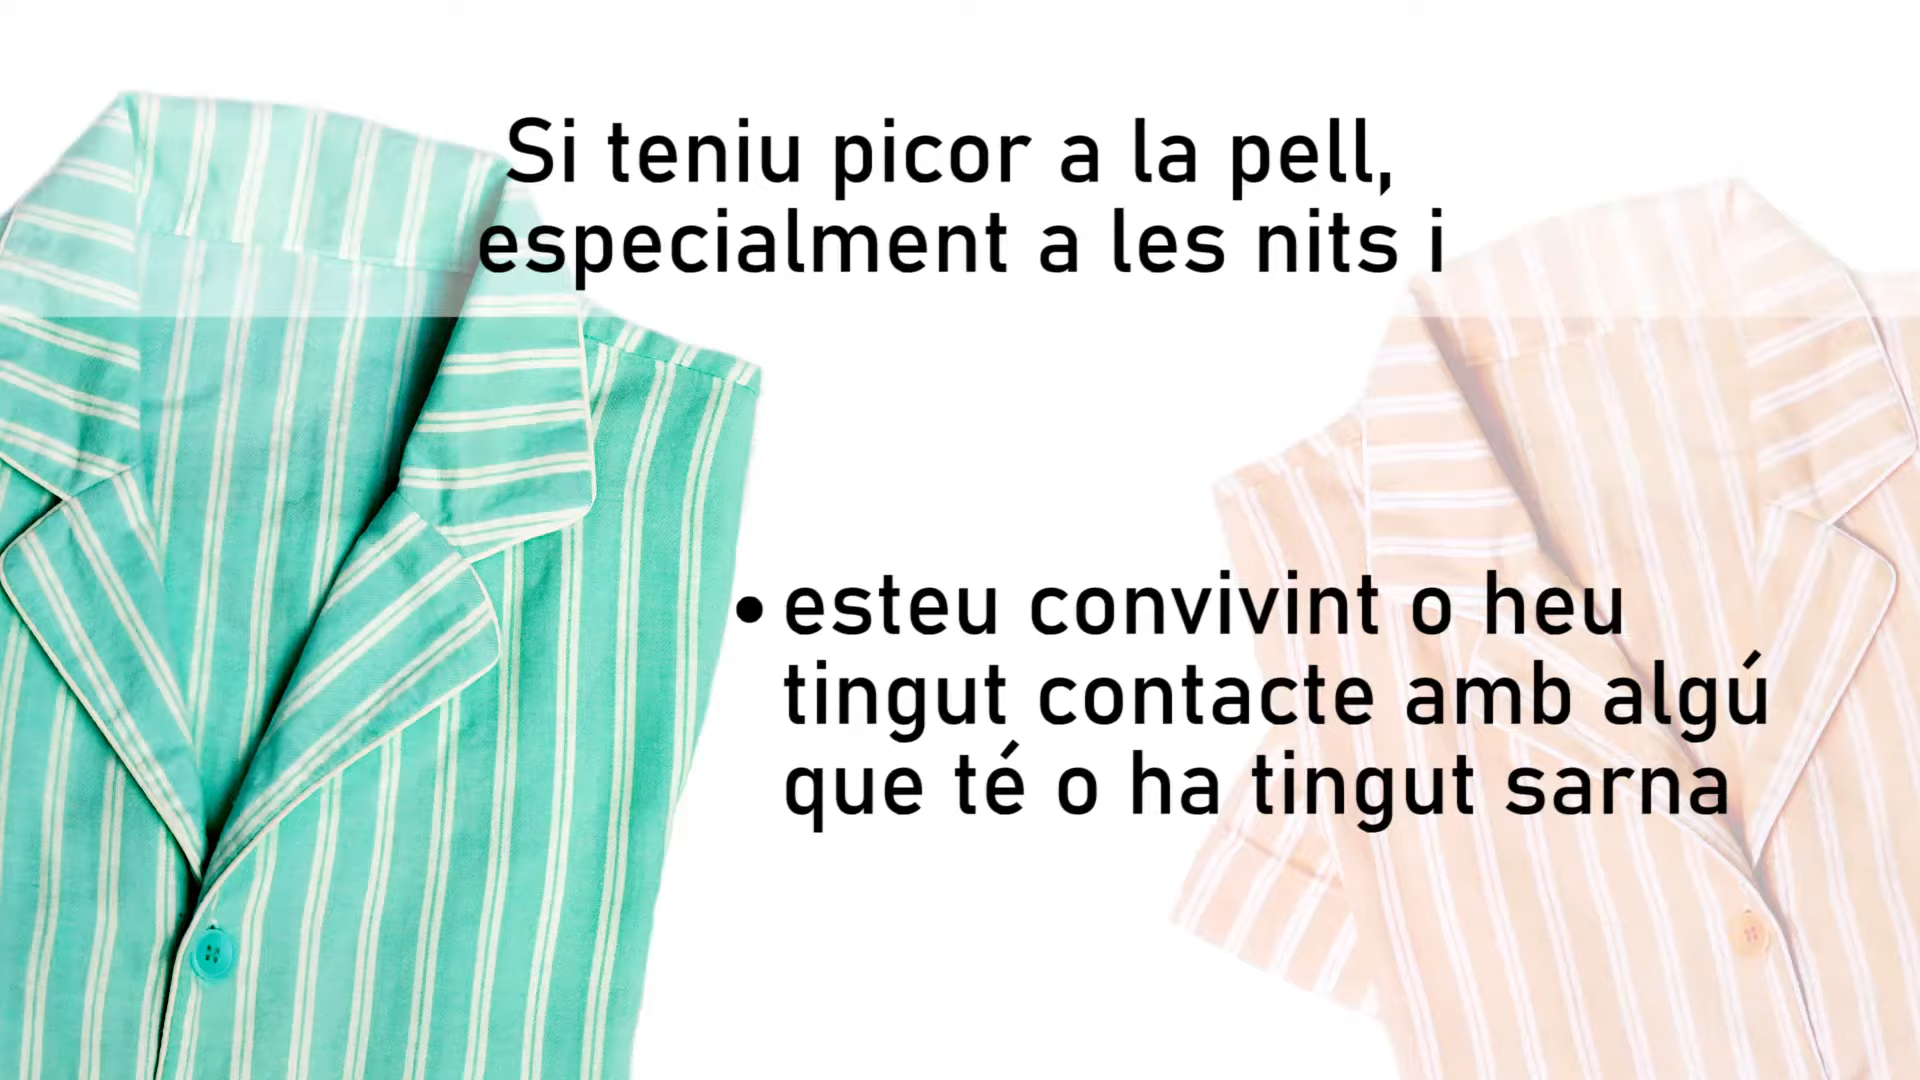 Si teniu picor a la pell,
especialment a les nits i
• esteu convivint o heu
tingut contacte amb algú
que té o ha tingut sarna